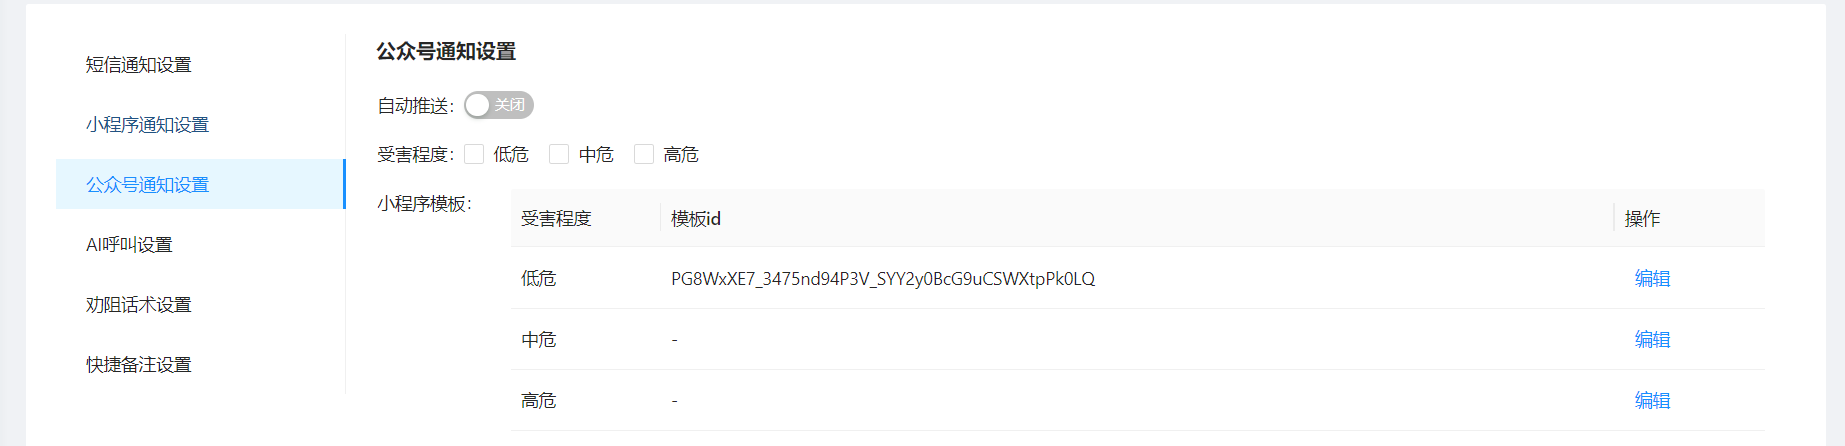 短信通知设置
小程序通知设置
公众号通知设置
AI呼叫设置
劝阻话术设置
快捷备注设置
公众号通知设置
自动推送： 关闭
受害程度： 低危 中危 高危
小程序模板：
受害程度 模板id 操作
低危 PG8WxXE7_3475nd94P3V_SYY2y0BcG9uCSWXtpPk0LQ 编辑
中危 - 编辑
高危 - 编辑